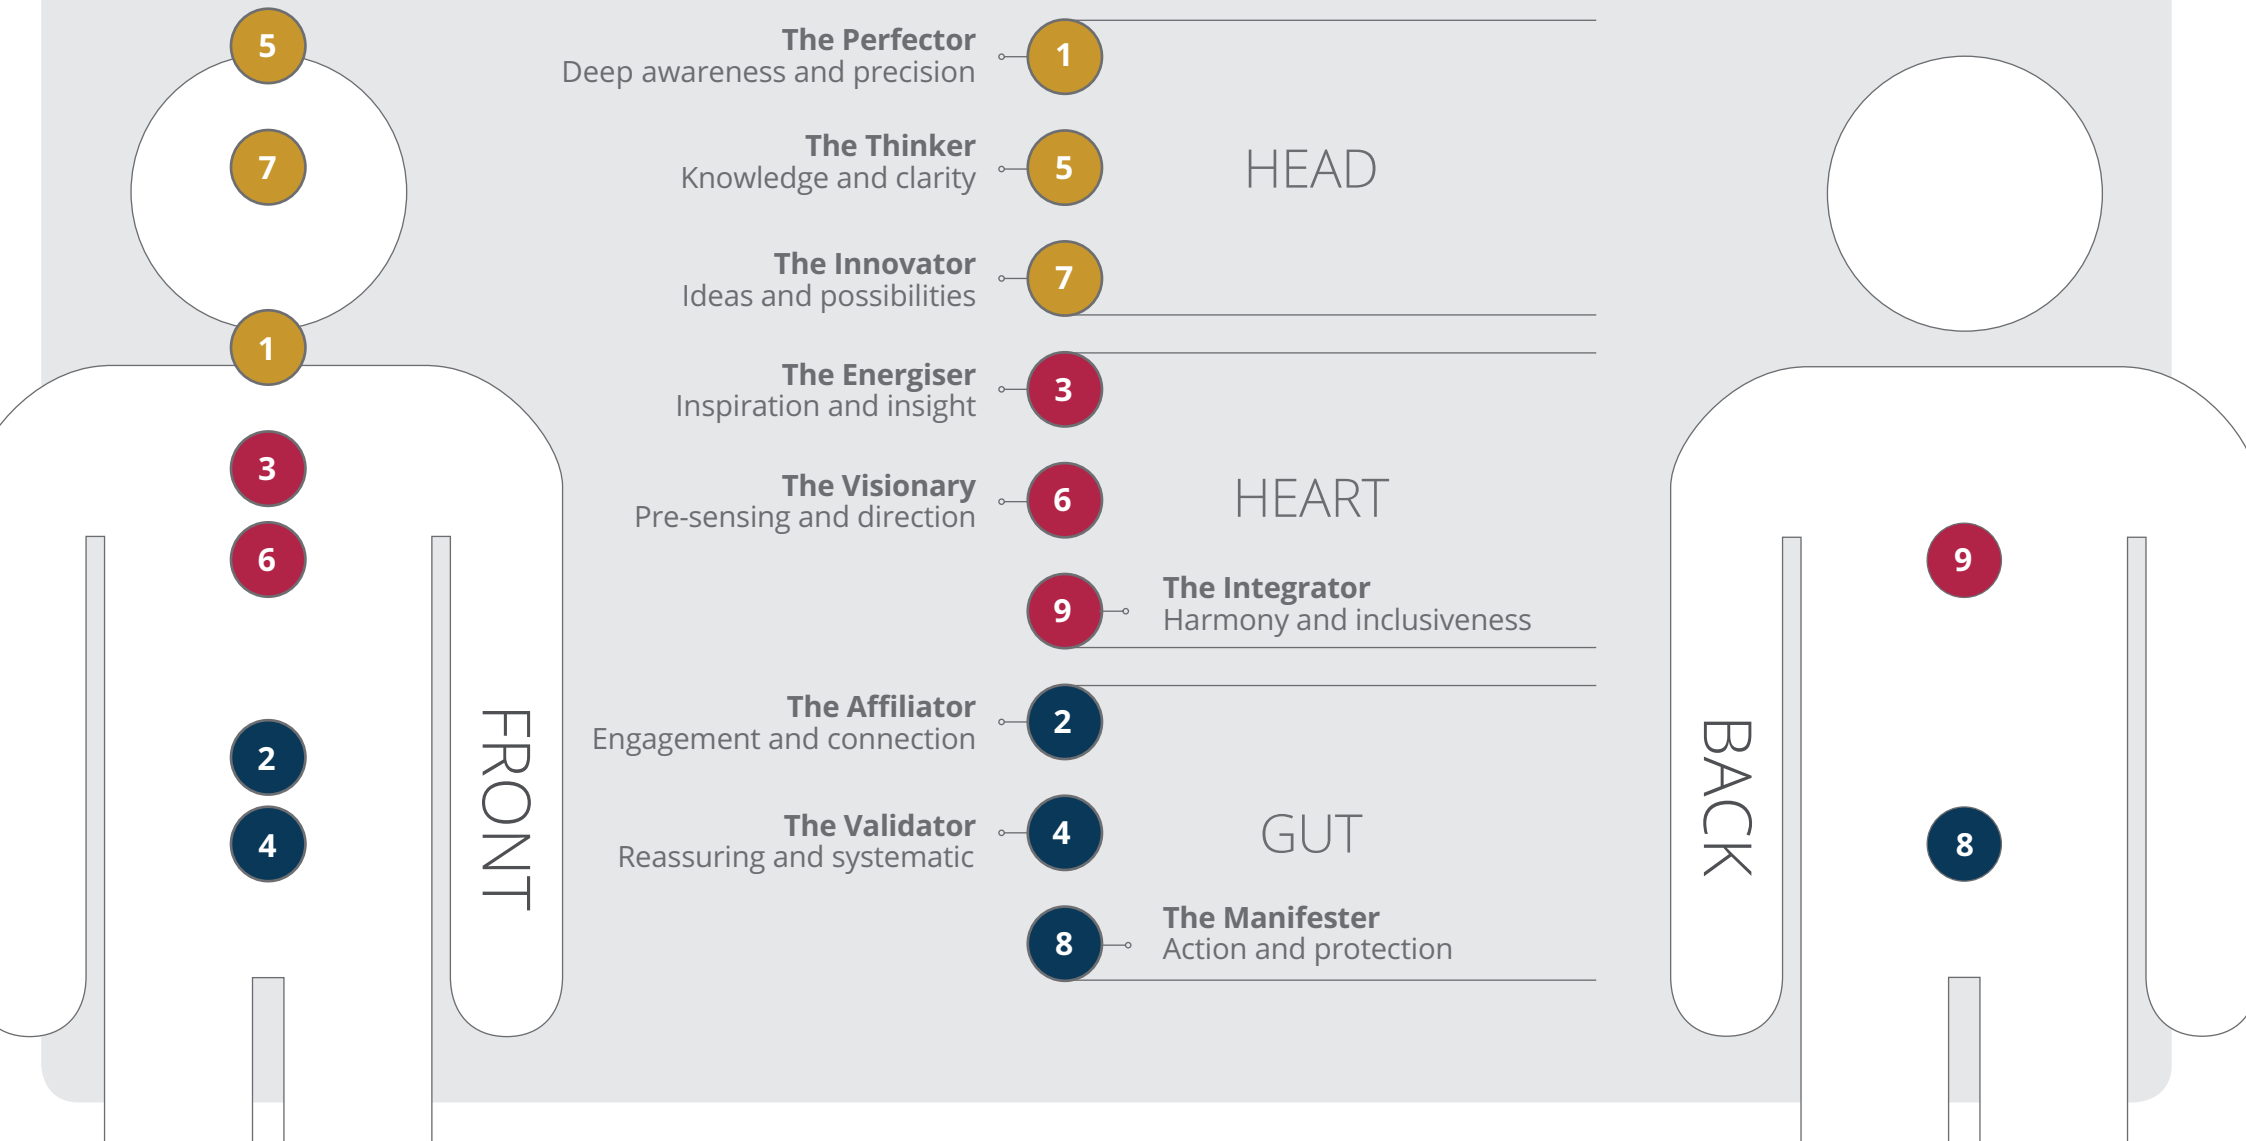 5
7
1
3
6
2
4
FRONT
The Perfector
Deep awareness and precision
1
The Thinker
Knowledge and clarity
5
HEAD
The Innovator
Ideas and possibilities
7
The Energiser
Inspiration and insight
3
The Visionary
Pre-sensing and direction
6
HEART
9
The Integrator
Harmony and inclusiveness
The Affiliator
Engagement and connection
2
The Validator
Reassuring and systematic
4
GUT
8
The Manifester
Action and protection
BACK
9
8